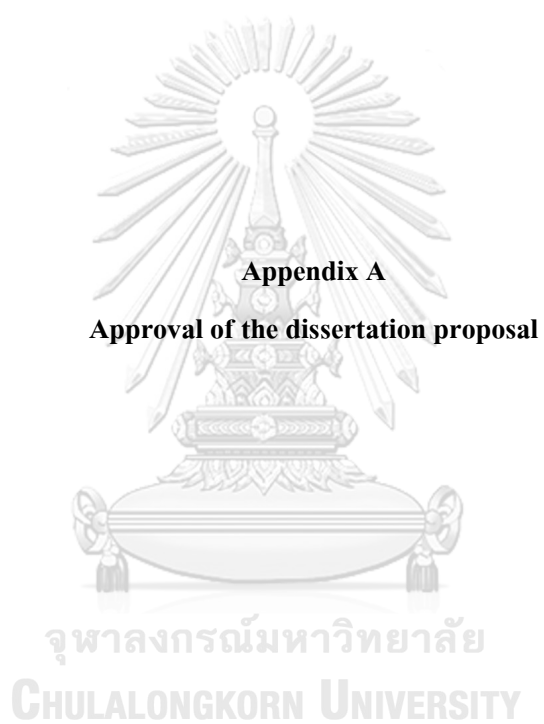 Appendix A
Approval of the dissertation proposal
จุฬาลงกรณ์มหาวิทยาลัย
CHULALONGKORN UNIVERSITY